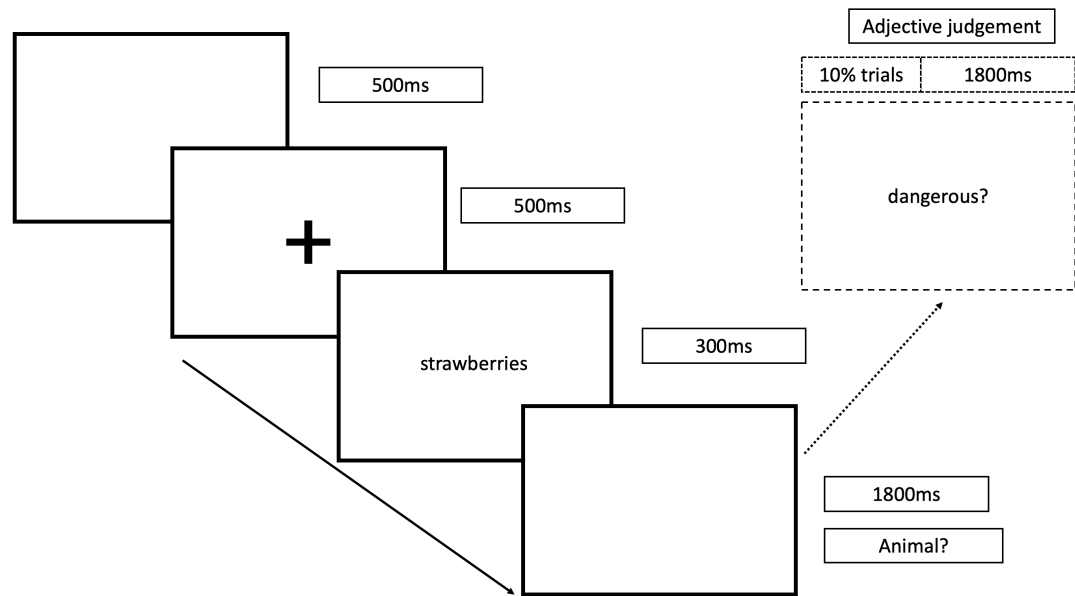 Adjective judgement
10% trials 1800ms
500ms
dangerous?
500ms
300ms
strawberries
1800ms
Animal?